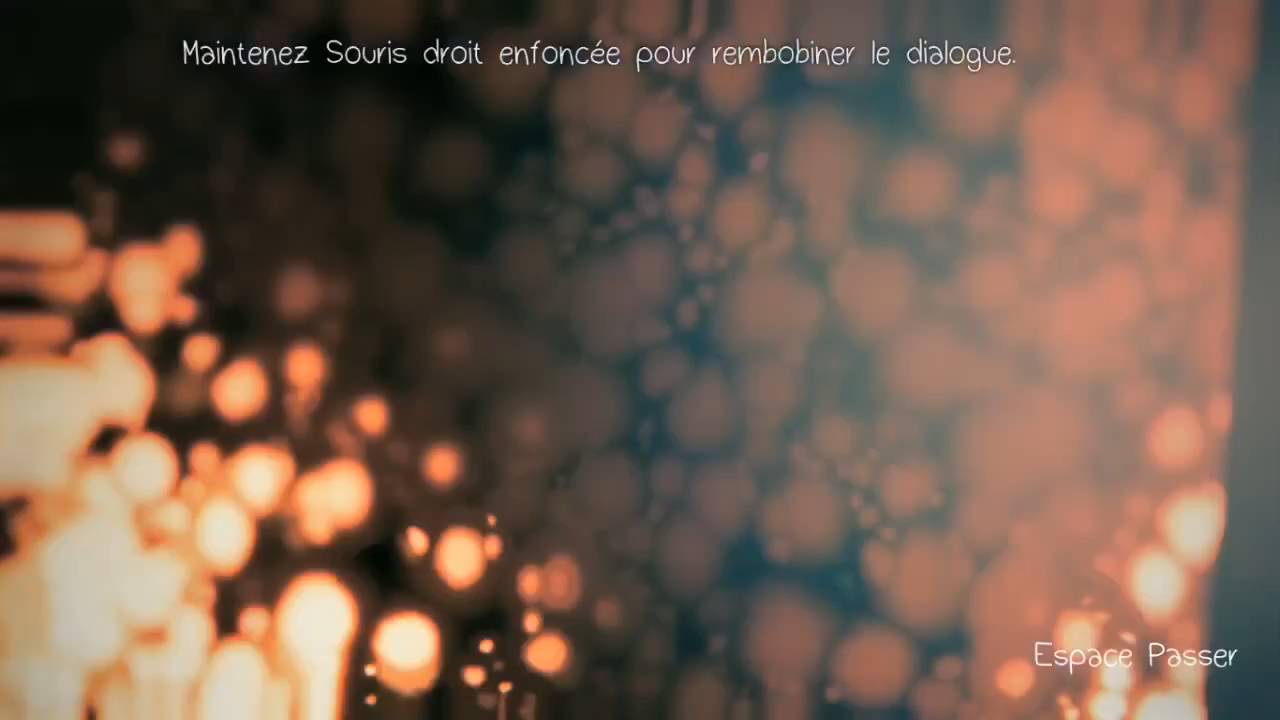 Maintenez Souris droit enfoncée pour rembobiner le dialogue.
Espace Passer